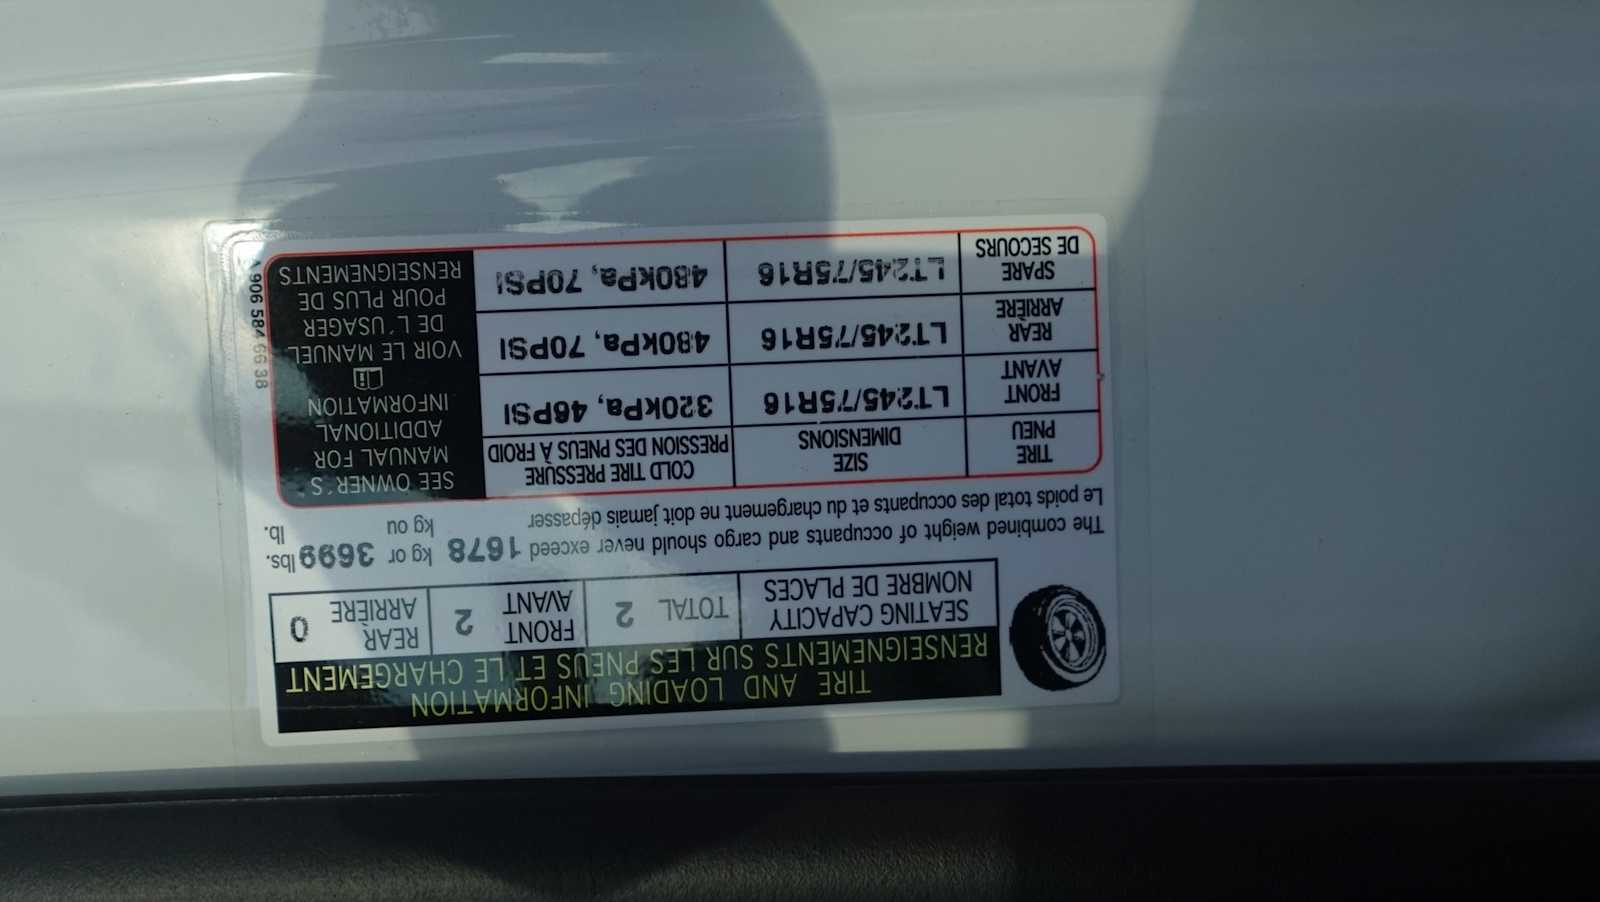 TIRE AND LOADING INFORMATION
RENSEIGNEMENTS SUR LES PNEUS ET LE CHARGEMENT
SEATING CAPACITY
NOMBRE DE PLACES
TOTAL 2
FRONT
AVANT
2
REAR
ARRIÈRE
0
The combined weight of occupants and cargo should never exceed 1678 kg or 3699 lbs.
Le poids total des occupants et du chargement ne doit jamais dépasser kg ou lb.
TIRE
PNEU
SIZE
DIMENSIONS
COLD TIRE PRESSURE
PRESSION DES PNEUS À FROID
FRONT
AVANT
LT245/75R16
320kPa, 46PSI
REAR
ARRIÈRE
LT245/75R16
480kPa, 70PSI
SPARE
DE SECOURS
LT245/75R16
480kPa, 70PSI
SEE OWNER'S
MANUAL FOR
ADDITIONAL
INFORMATION
VOIR LE MANUEL
DE L'USAGER
POUR PLUS DE
RENSEIGNEMENTS
A 906 584 66 38